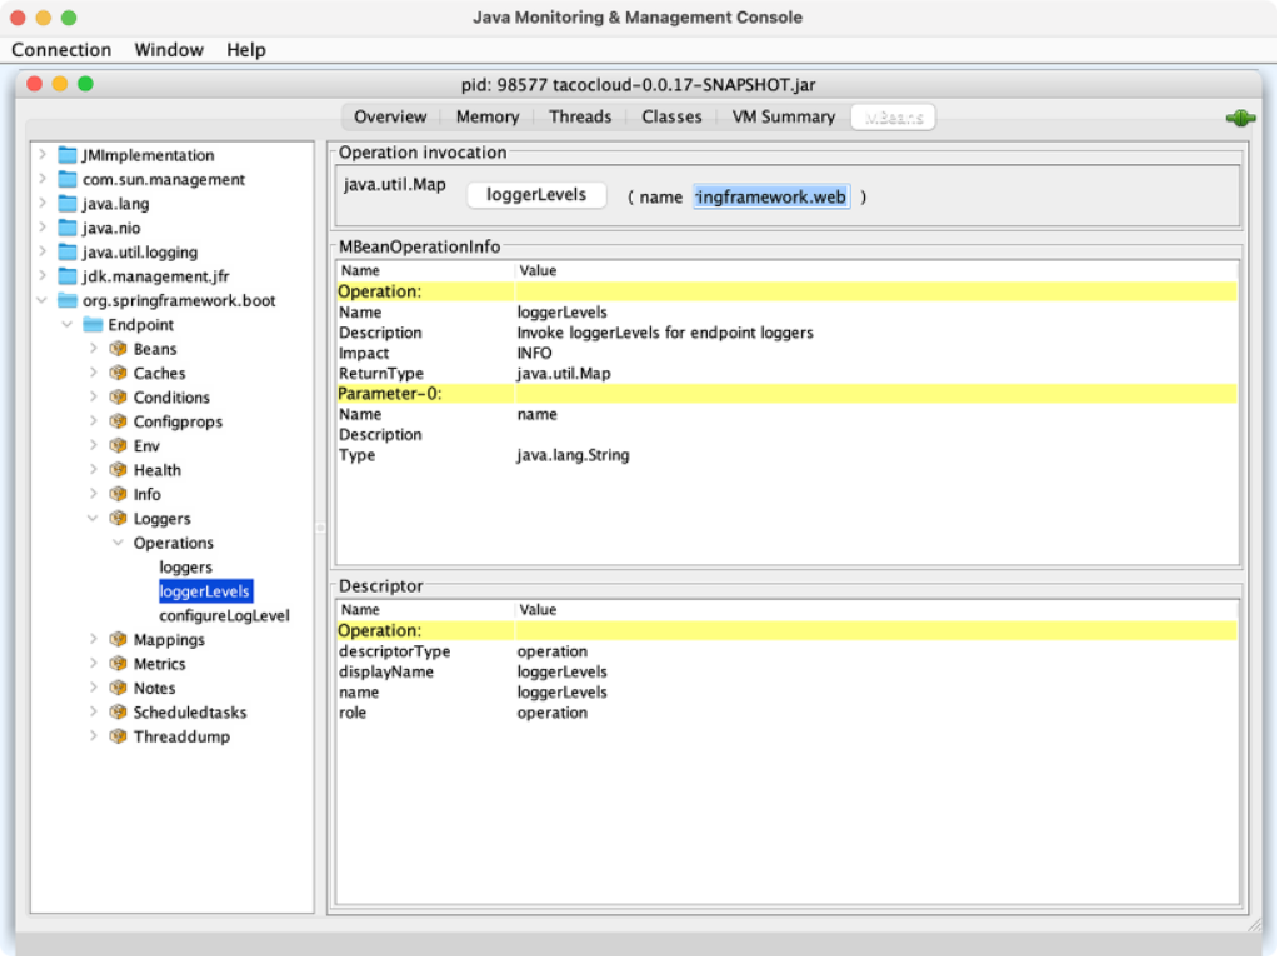 Java Monitoring & Management Console
Connection Window Help
pid: 98577 tacocloud-0.0.17-SNAPSHOT.jar
Overview Memory Threads Classes VM Summary MBeans
JMImplementation
com.sun.management
java.lang
java.nio
java.util.logging
jdk.management.jfr
org.springframework.boot
Endpoint
Beans
Caches
Conditions
Configprops
Env
Health
Info
Loggers
Operations
loggers
loggerLevels
configureLogLevel
Mappings
Metrics
Notes
Scheduledtasks
Threaddump
Operation invocation
java.util.Map loggerLevels ( name ingframework.web )
MBeanOperationInfo
Name Value
Operation:
Name loggerLevels
Description Invoke loggerLevels for endpoint loggers
Impact INFO
ReturnType java.util.Map
Parameter-0:
Name name
Description
Type java.lang.String
Descriptor
Name Value
Operation:
descriptorType operation
displayName loggerLevels
name loggerLevels
role operation